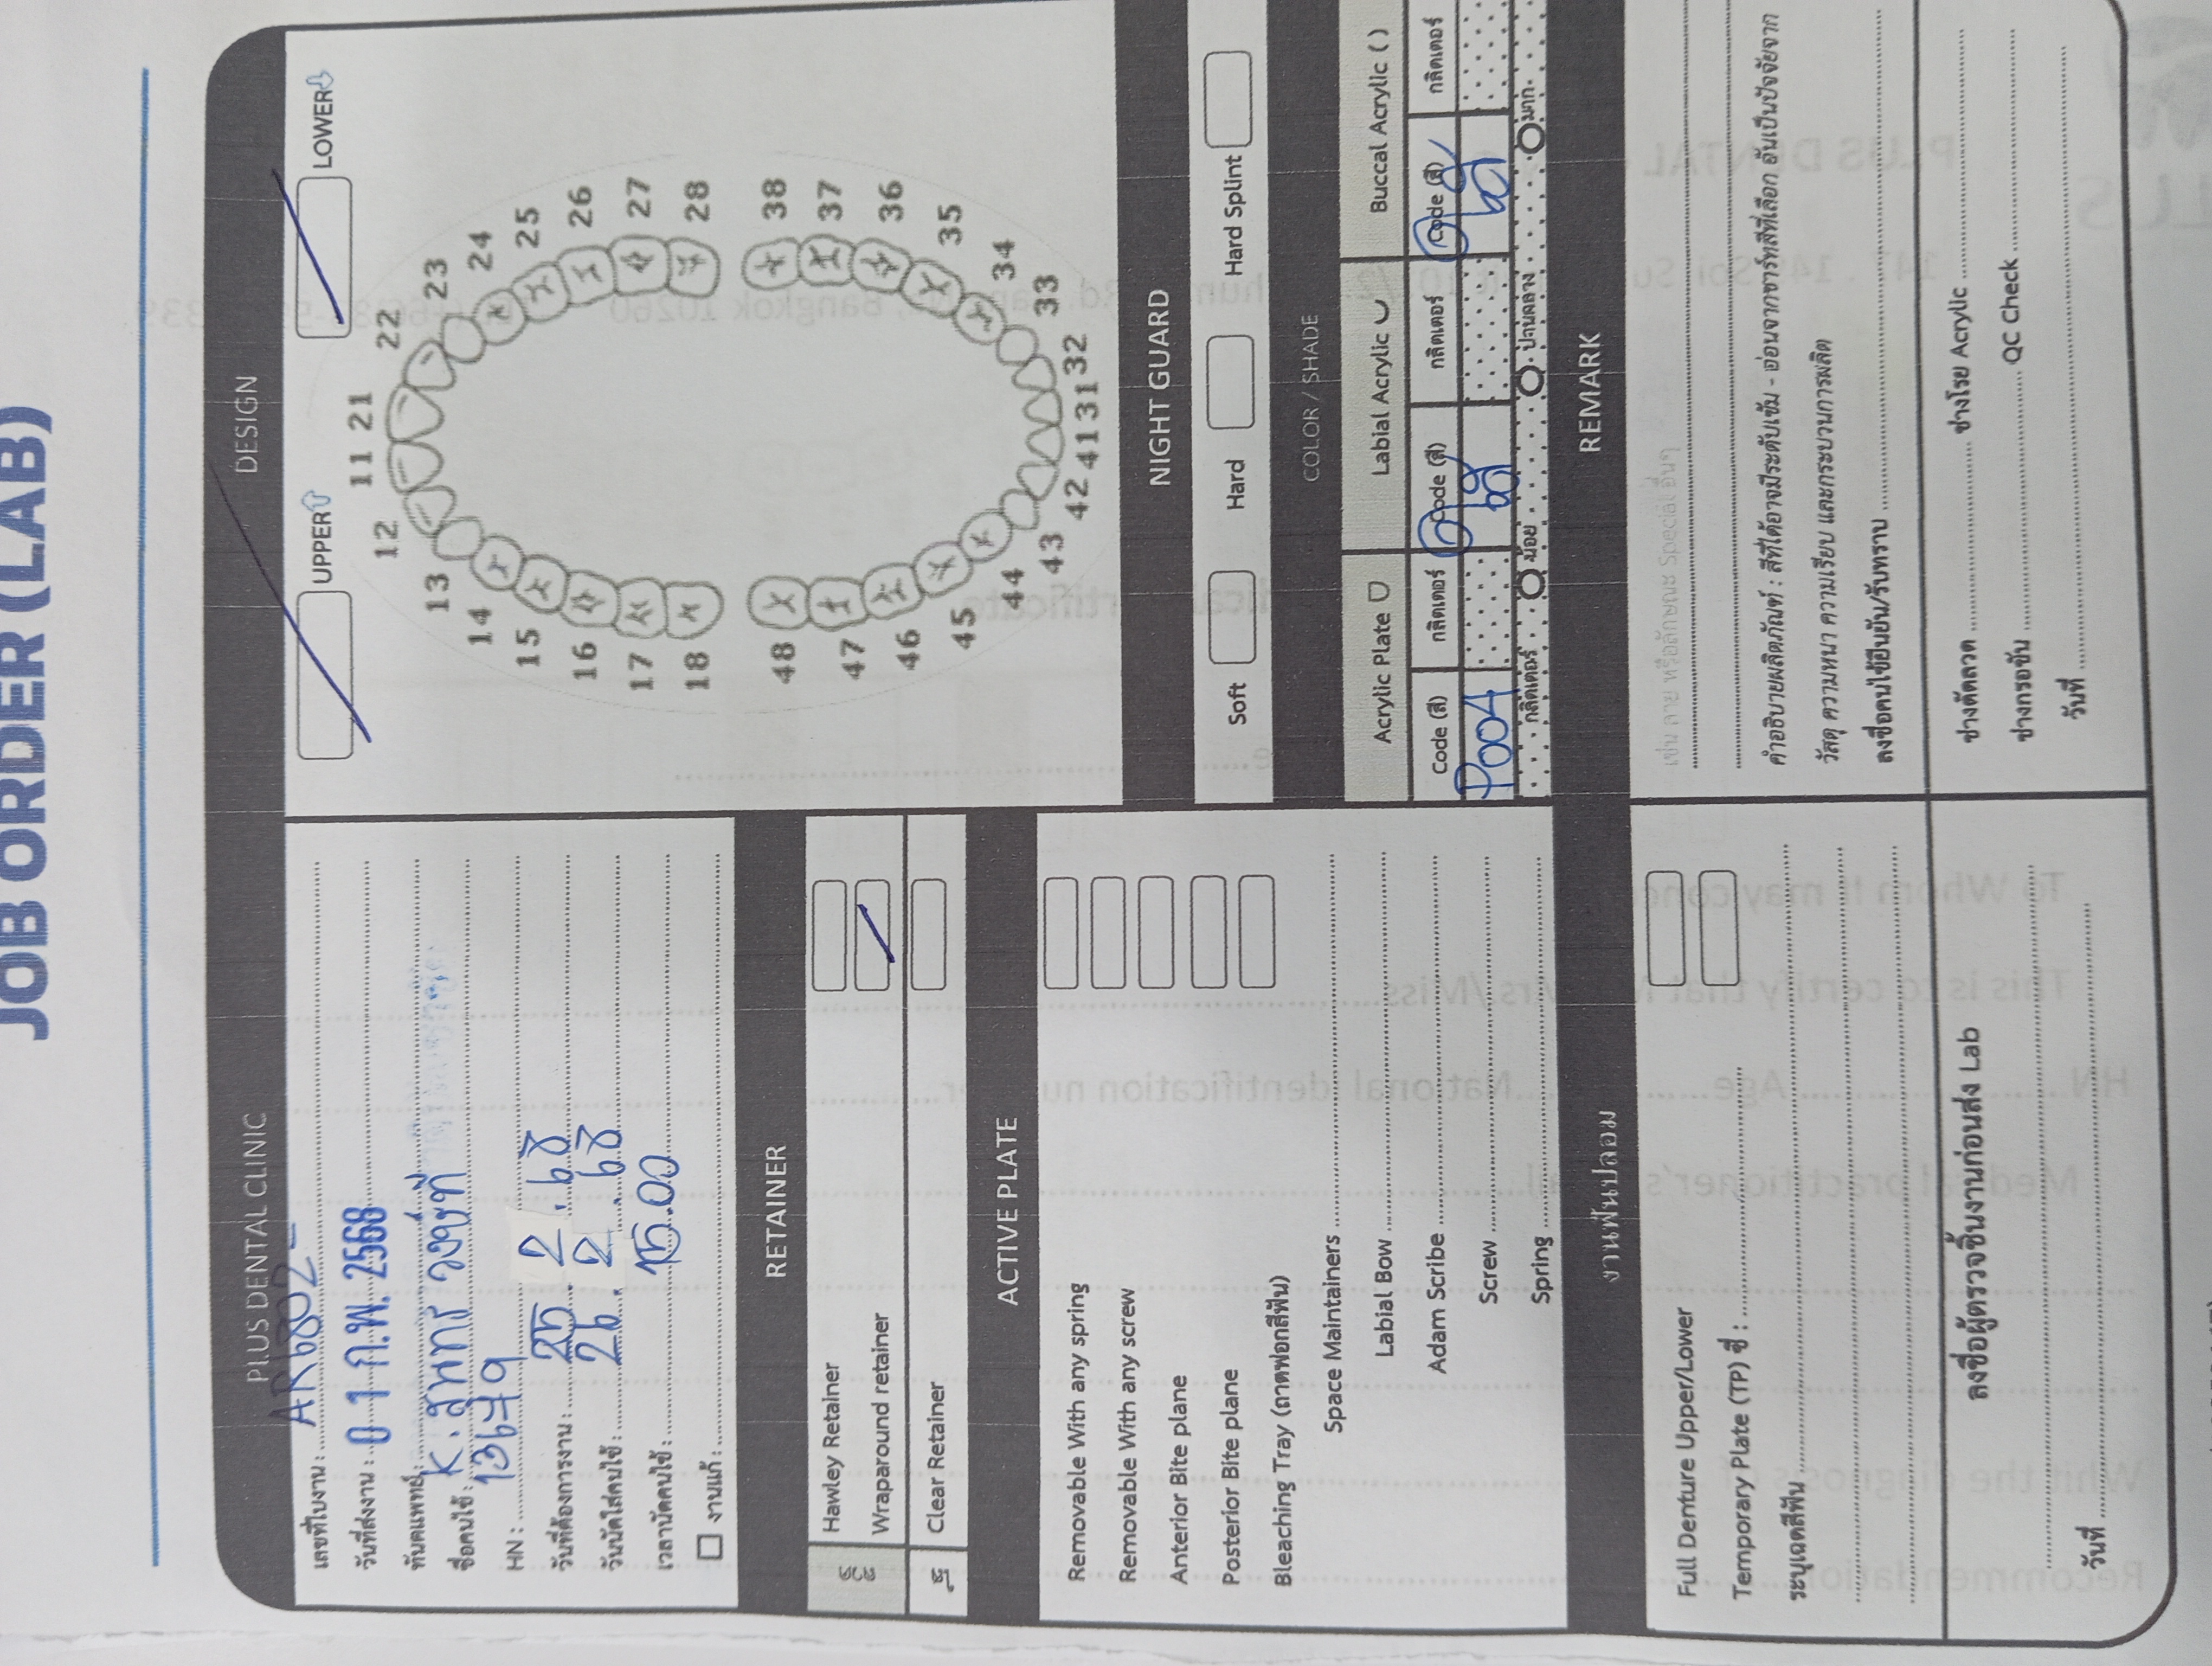 JOB ORDER (LAB)
PLUS DENTAL CLINIC
เลขที่ใบงาน :
วันที่ส่งงาน : 0 1 ก.พ. 2568
ทันตแพทย์ :
ชื่อคนไข้ : K.
HN :
วันที่ต้องการงาน : 25 . 2 . 68
วันนัดใส่คนไข้ : 26 . 2 . 68
เวลานัดคนไข้ : 15.00
งานแก้ :
RETAINER
Hawley Retainer
Wraparound retainer
Clear Retainer
ACTIVE PLATE
Removable With any spring
Removable With any screw
Anterior Bite plane
Posterior Bite plane
Bleaching Tray (ถาดฟอกสีฟัน)
Space Maintainers
Labial Bow
Adam Scribe
Screw
Spring
งานฟันปลอม
Full Denture Upper/Lower
Temporary Plate (TP) ซี่ :
ระบุเฉดสีฟัน
ลงชื่อผู้ตรวจชิ้นงานก่อนส่ง Lab
วันที่
DESIGN
UPPER LOWER
11 21
12 22
13 23
14 24
15 25
16 26
17 27
18 28
48 38
47 37
46 36
45 35
44 34
43 33
42 41 31 32
NIGHT GUARD
Soft Hard Hard Splint
COLOR / SHADE
Acrylic Plate Labial Acrylic Buccal Acrylic ( )
Code (สี) กลิตเตอร์ Code (สี) กลิตเตอร์ Code (สี) กลิตเตอร์
P004 ใส ใส
กลิตเตอร์ น้อย ปานกลาง มาก
REMARK
เช่น ลาย หรือลักษณะ Special อื่นๆ
คำอธิบายผลิตภัณฑ์ : สีที่ได้อาจมีระดับเข้ม - อ่อนจากชาร์ทสีที่เลือก อันเป็นปัจจัยจาก
วัสดุ ความหนา ความเรียบ และกระบวนการผลิต
ลงชื่อคนไข้ยืนยัน/รับทราบ
ช่างดัดลวด ช่างโรย Acrylic
ช่างกรอขัน QC Check
วันที่